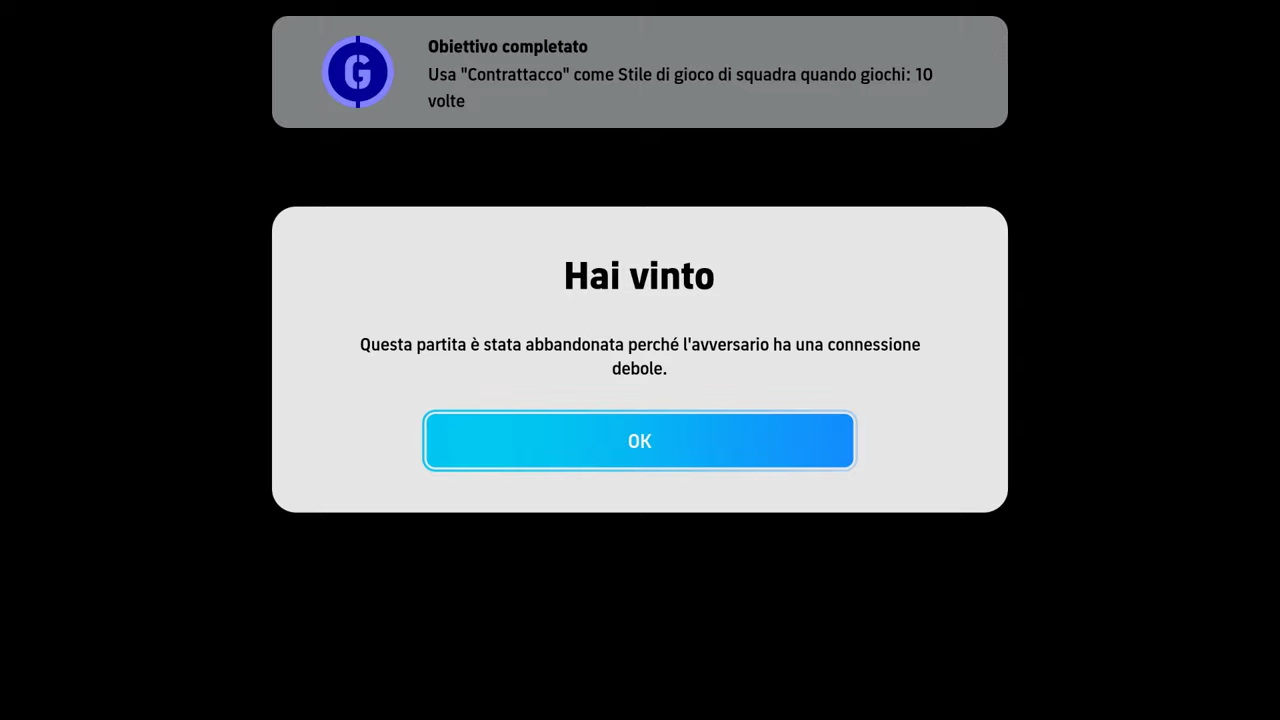 G
Obiettivo completato
Usa "Contrattacco" come Stile di gioco di squadra quando giochi: 10
volte
Hai vinto
Questa partita è stata abbandonata perché l'avversario ha una connessione
debole.
OK